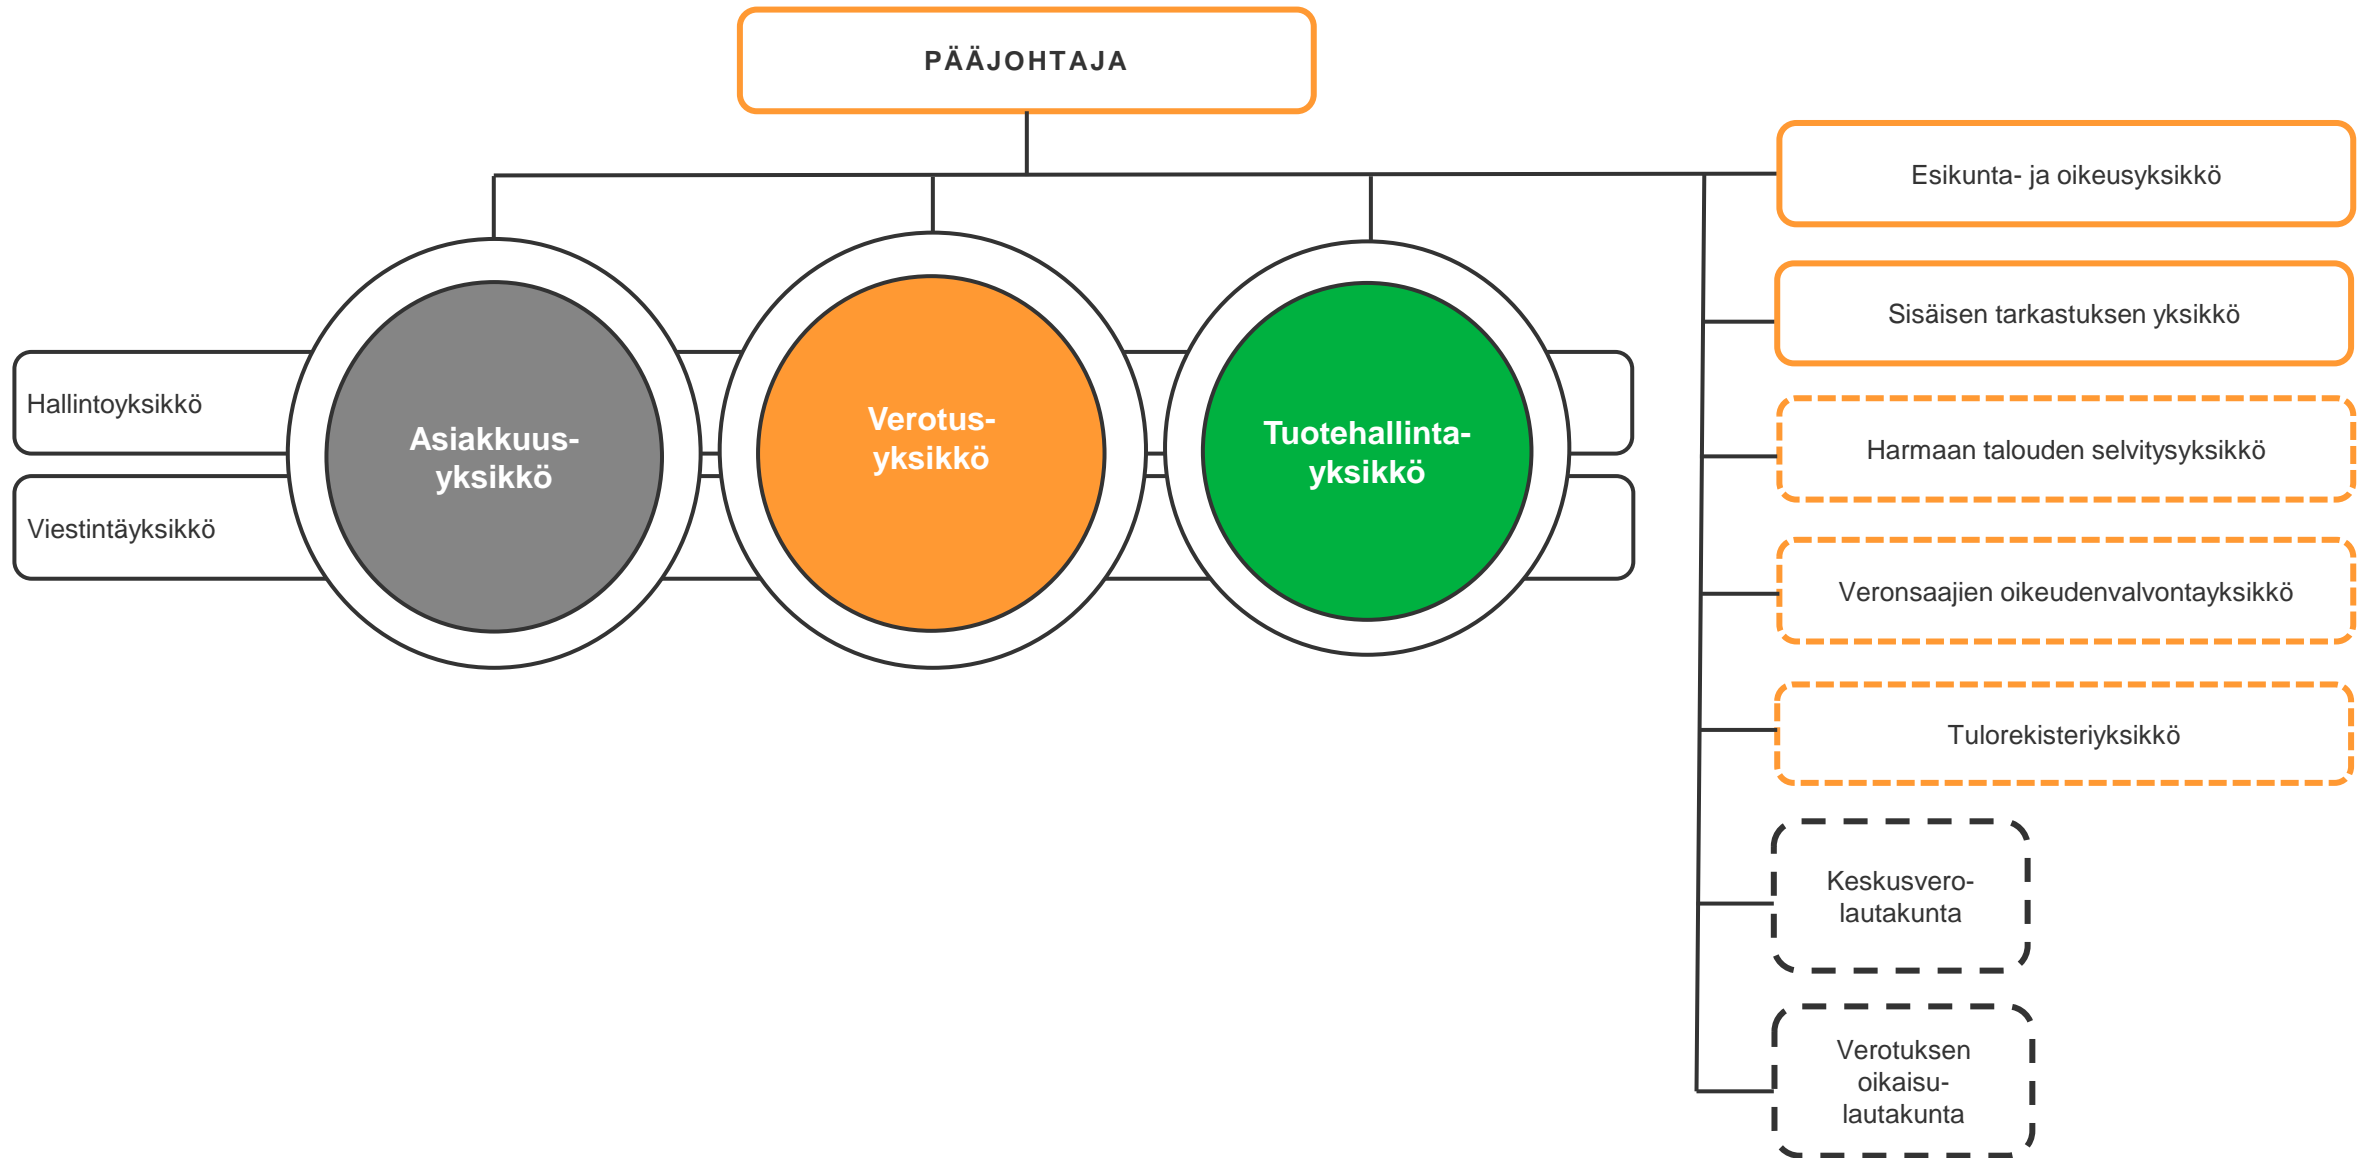 PÄÄJOHTAJA
Esikunta- ja oikeusyksikkö
Sisäisen tarkastuksen yksikkö
Hallintoyksikkö
Viestintäyksikkö
Asiakkuus-
yksikkö
Verotus-
yksikkö
Tuotehallinta-
yksikkö
Harmaan talouden selvitysyksikkö
Veronsaajien oikeudenvalvontayksikkö
Tulorekisteriyksikkö
Keskusvero-
lautakunta
Verotuksen
oikaisu-
lautakunta